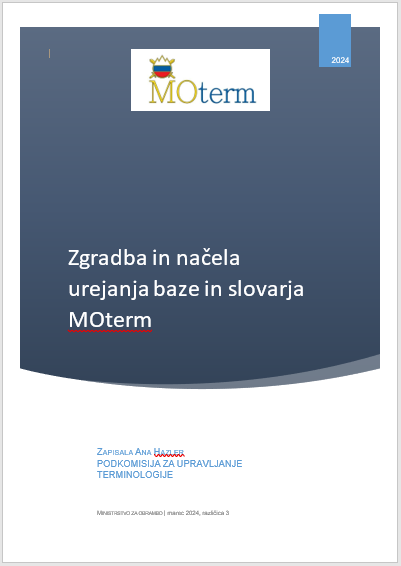 2024
MOterm
Zgradba in načela
urejanja baze in slovarja
MOterm
Zapisala Ana Hazler
PODKOMISIJA ZA UPRAVLJANJE
TERMINOLOGIJE
Ministrstvo za obrambo | marec 2024, različica 3